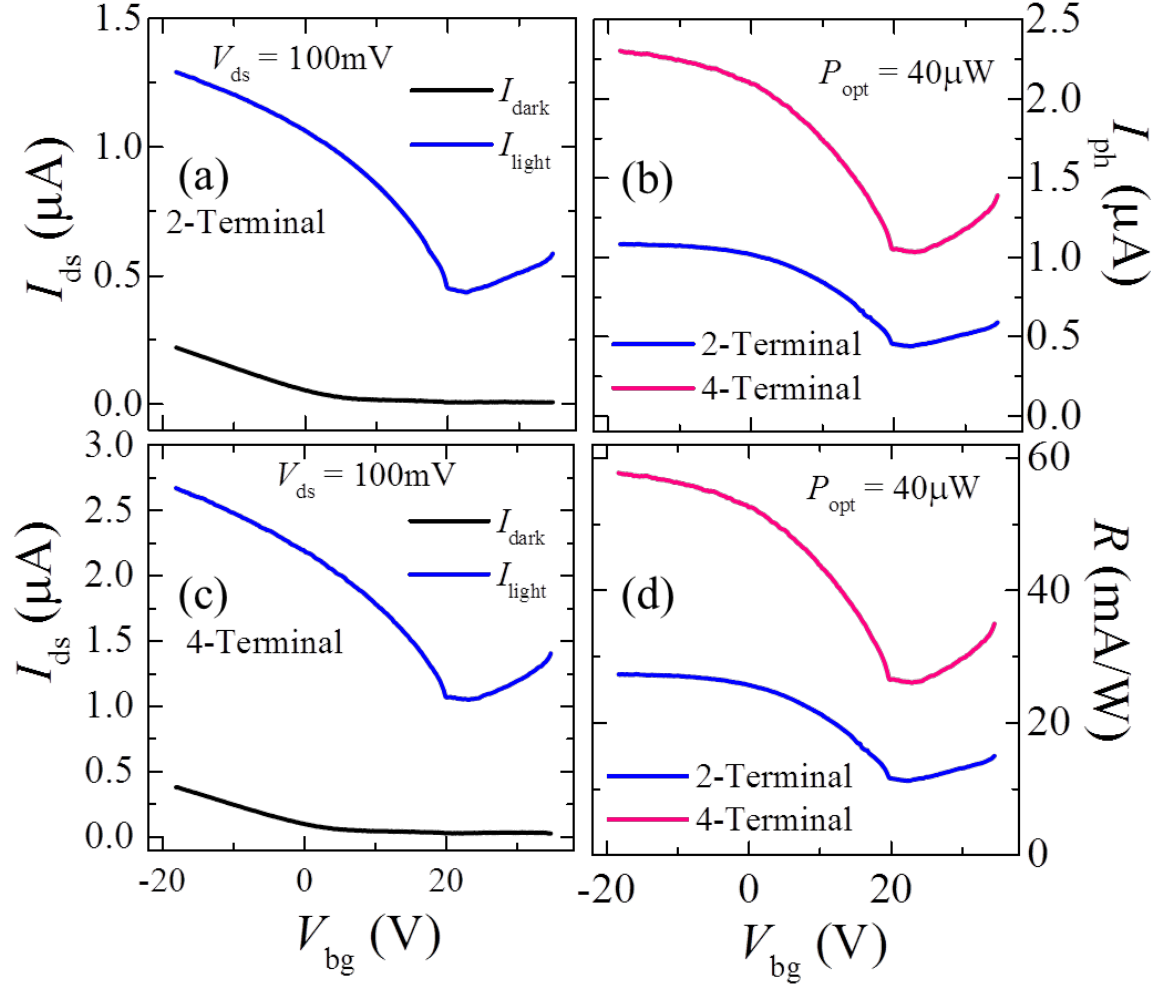 1.5
1.0
0.5
0.0
I_ds (μA)
V_ds = 100mV
I_dark
I_light
(a)
2-Terminal
2.5
2.0
1.5
1.0
0.5
0.0
I_ph (μA)
P_opt = 40μW
(b)
2-Terminal
4-Terminal
3.0
2.5
2.0
1.5
1.0
0.5
0.0
I_ds (μA)
V_ds = 100mV
I_dark
I_light
(c)
4-Terminal
-20
0
20
V_bg (V)
60
40
20
0
R (mA/W)
P_opt = 40μW
(d)
2-Terminal
4-Terminal
-20
0
20
V_bg (V)